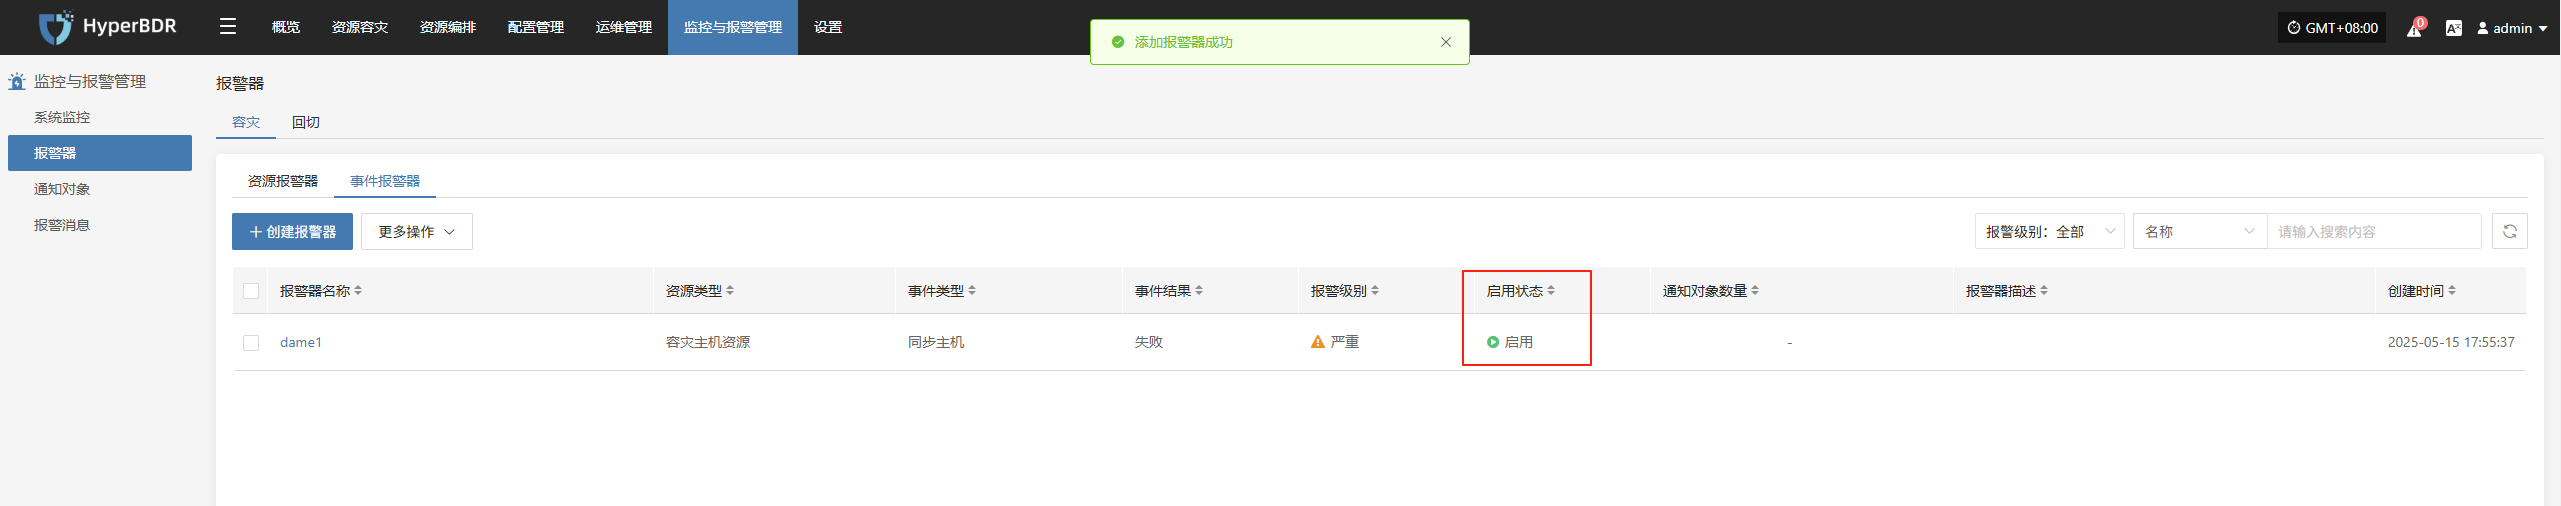 HyperBDR
概览
资源容灾
资源编排
配置管理
运维管理
监控与报警管理
设置
添加报警器成功
GMT+08:00
0
admin
监控与报警管理
系统监控
报警器
通知对象
报警消息
报警器
容灾 回切
资源报警器 事件报警器
创建报警器 更多操作 报警级别：全部 名称 请输入搜索内容
报警器名称 资源类型 事件类型 事件结果 报警级别 启用状态 通知对象数量 报警器描述 创建时间
dame1 容灾主机资源 同步主机 失败 严重 启用 - 2025-05-15 17:55:37